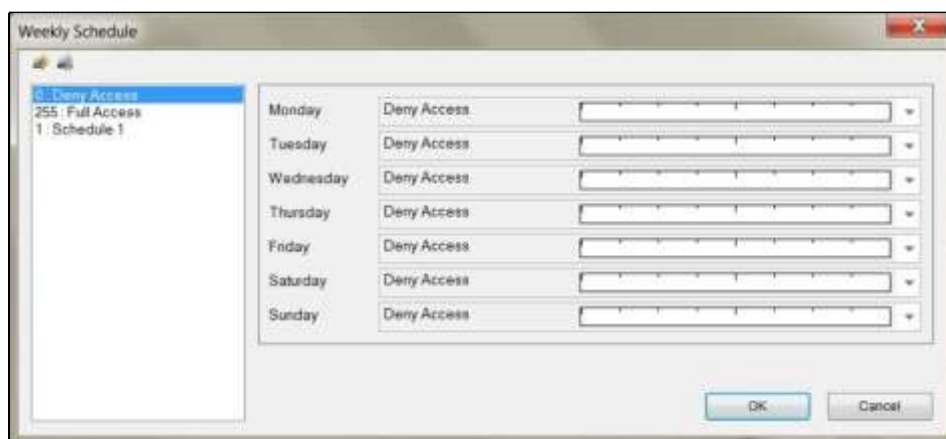 Weekly Schedule
0 : Deny Access
255 : Full Access
1 : Schedule 1
Monday Deny Access
Tuesday Deny Access
Wednesday Deny Access
Thursday Deny Access
Friday Deny Access
Saturday Deny Access
Sunday Deny Access
OK Cancel